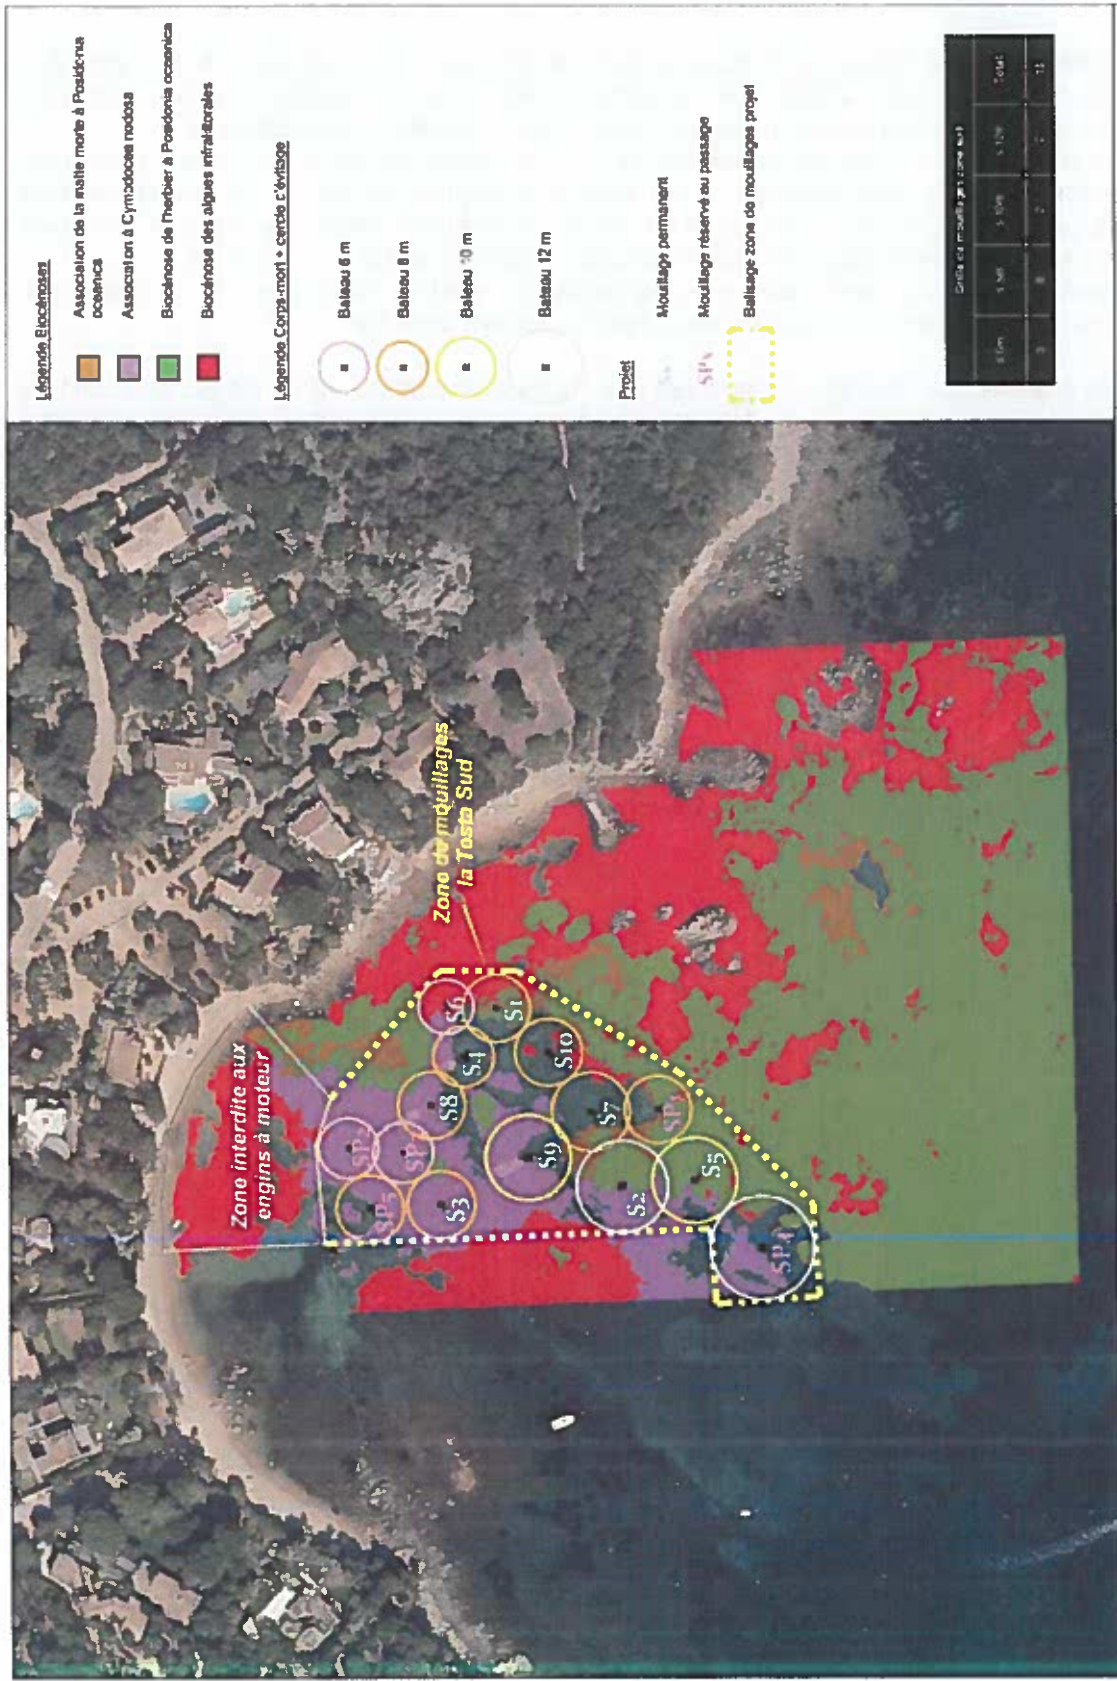 Légende Biocénoses
Association de la matte morte à Posidonia
oceanica
Association à Cymodocea nodosa
Biocénose de l'herbier à Posidonia oceanica
Biocénose des algues infralittorales
Légende Corps-mort + cercle d'évitage
Bateau 6 m
Bateau 8 m
Bateau 10 m
Bateau 12 m
Projet
Mouillage permanent
SPx
Mouillage réservé au passage
Balisage zone de mouillages projet
Total
Zone interdite aux
engins à moteur
Zone de mouillages
la Tosta Sud
SP
SP
SP5
S3
S8
S4
S6
S1
S10
S9
S7
S2
S5
SP4